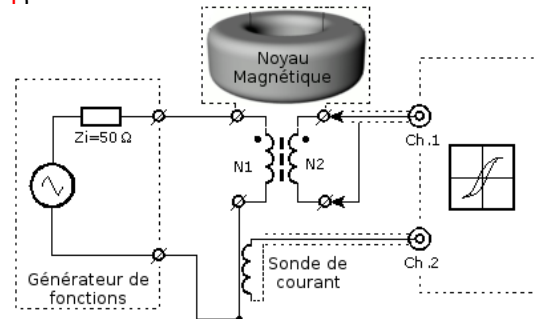 Noyau
Magnétique
Zi=50 Ω
N1
N2
Ch.1
Générateur de
fonctions
Sonde de
courant
Ch.2